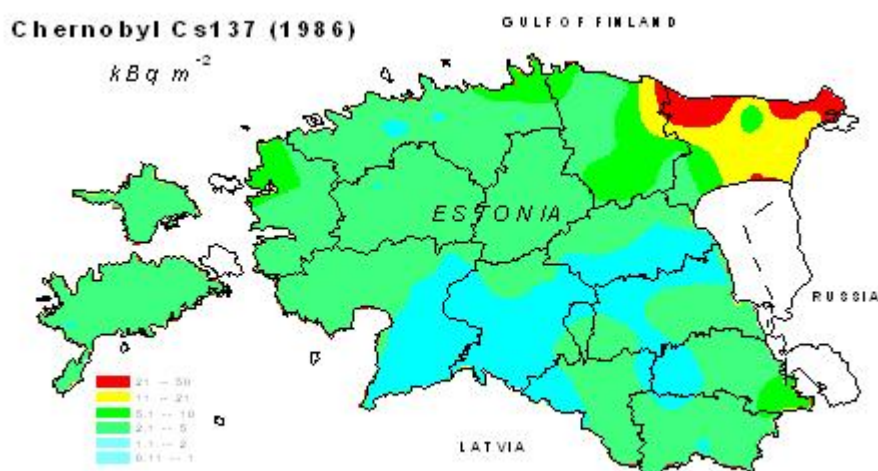 Chernobyl Cs137 (1986)
kBq m-2
GULF OF FINLAND
ESTONIA
RUSSIA
LATVIA
21 -- 50
11 -- 21
5.1 -- 10
2.1 -- 5
1.1 -- 2
0.11 -- 1